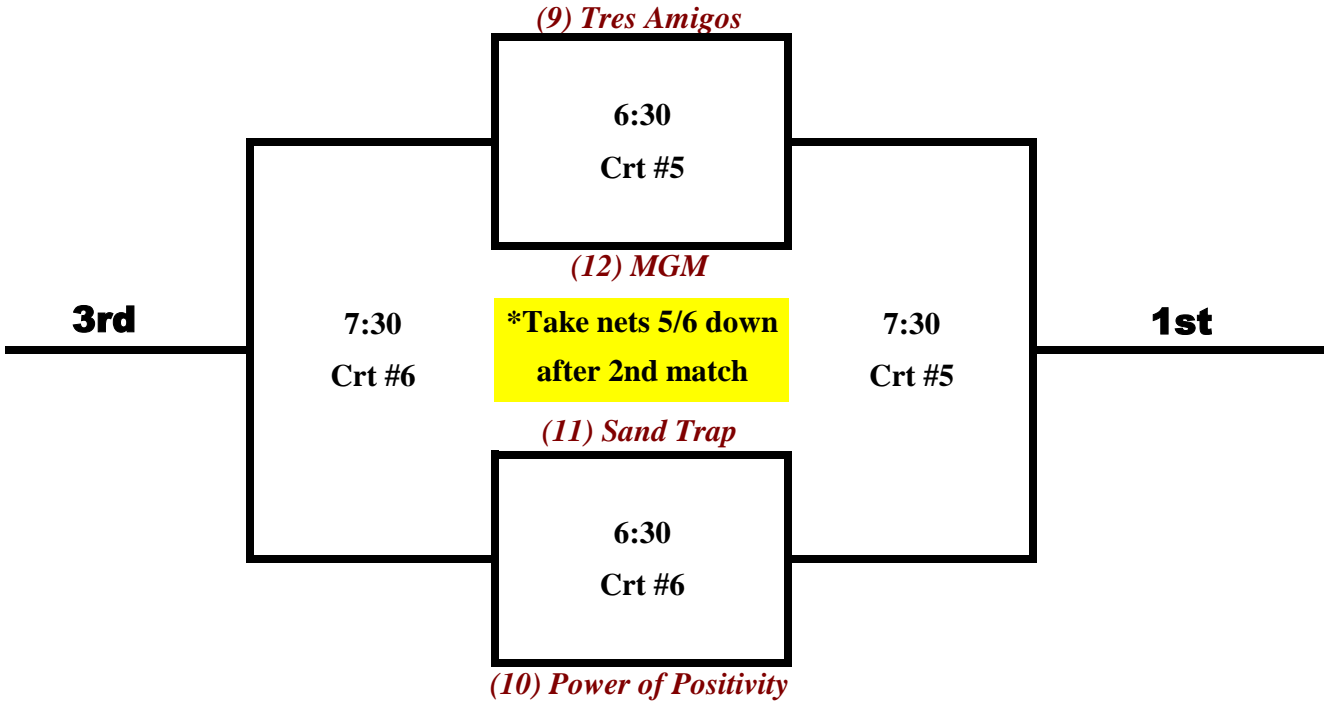 (9) Tres Amigos
6:30
Crt #5
(12) MGM
3rd
7:30
Crt #6
*Take nets 5/6 down
after 2nd match
7:30
Crt #5
1st
(11) Sand Trap
6:30
Crt #6
(10) Power of Positivity